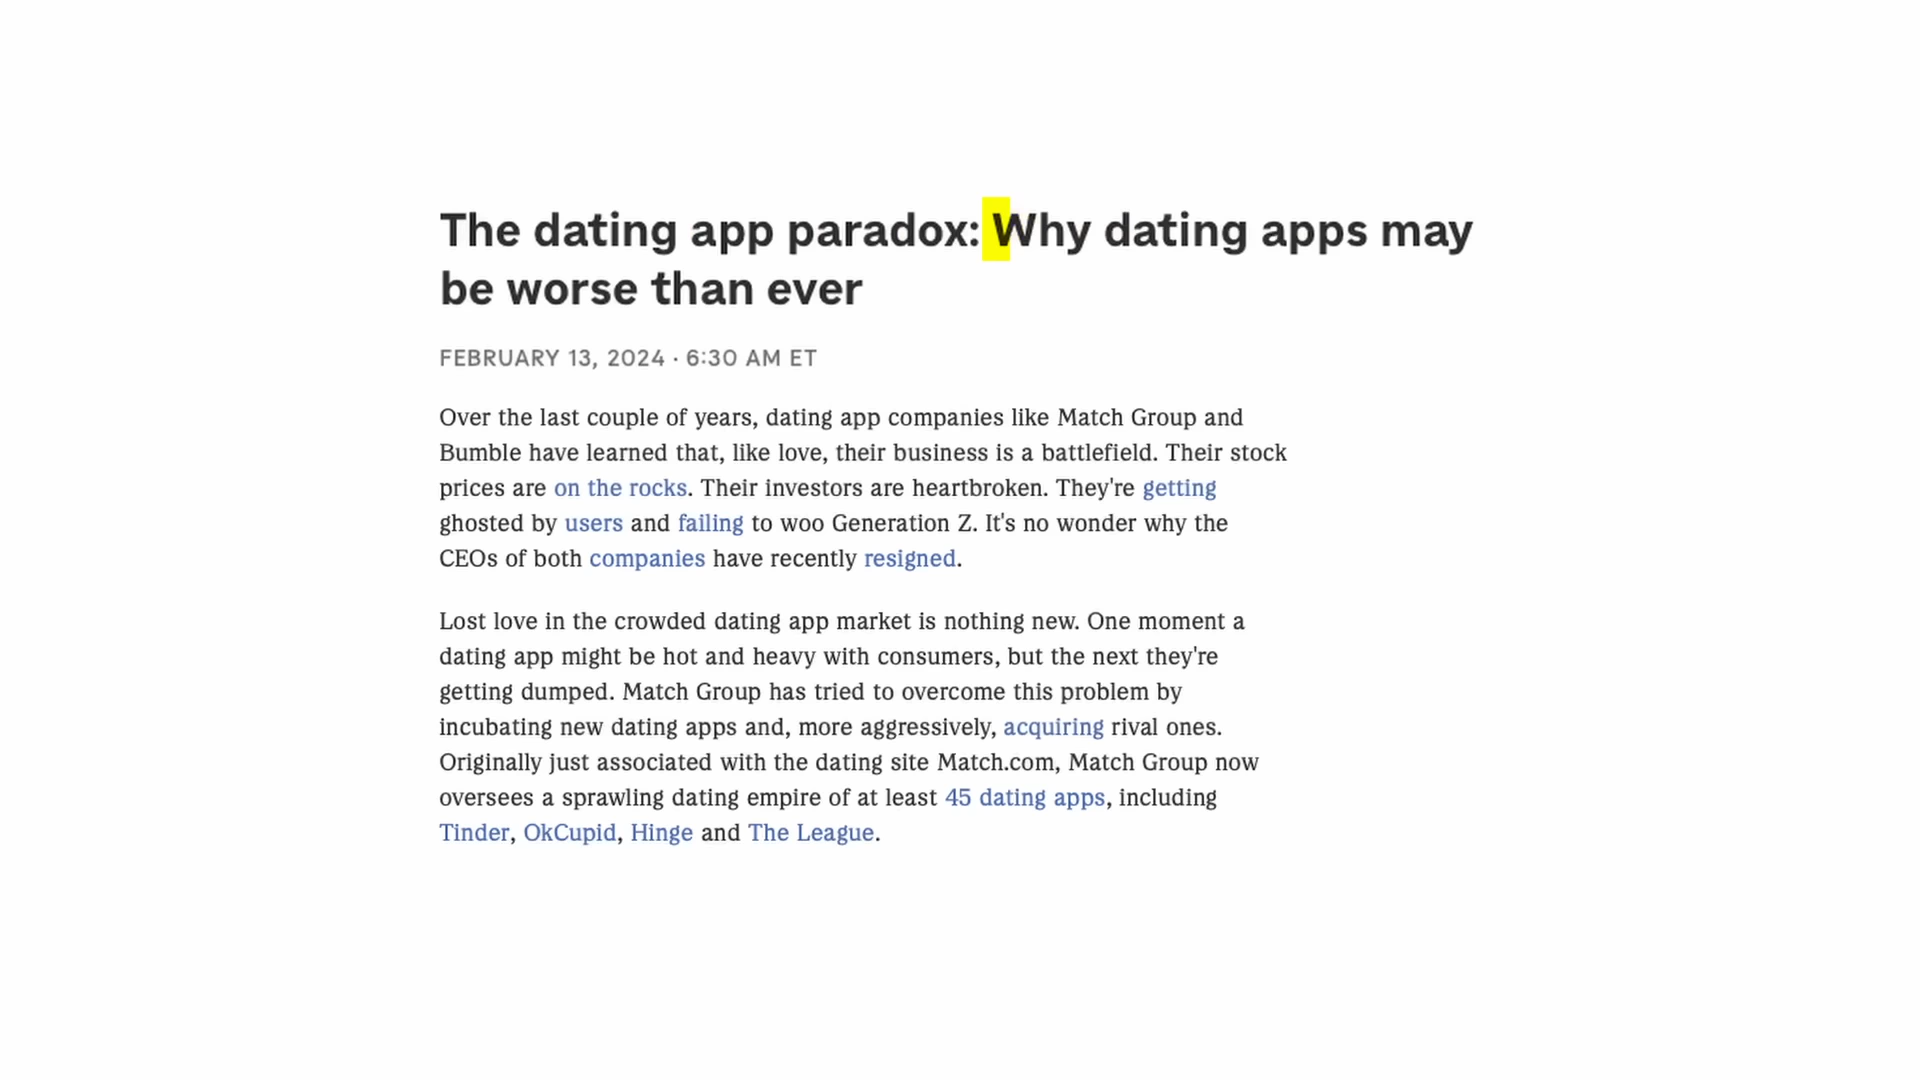 The dating app paradox: Why dating apps may
be worse than ever
FEBRUARY 13, 2024 · 6:30 AM ET
Over the last couple of years, dating app companies like Match Group and
Bumble have learned that, like love, their business is a battlefield. Their stock
prices are on the rocks. Their investors are heartbroken. They're getting
ghosted by users and failing to woo Generation Z. It's no wonder why the
CEOs of both companies have recently resigned.
Lost love in the crowded dating app market is nothing new. One moment a
dating app might be hot and heavy with consumers, but the next they're
getting dumped. Match Group has tried to overcome this problem by
incubating new dating apps and, more aggressively, acquiring rival ones.
Originally just associated with the dating site Match.com, Match Group now
oversees a sprawling dating empire of at least 45 dating apps, including
Tinder, OkCupid, Hinge and The League.